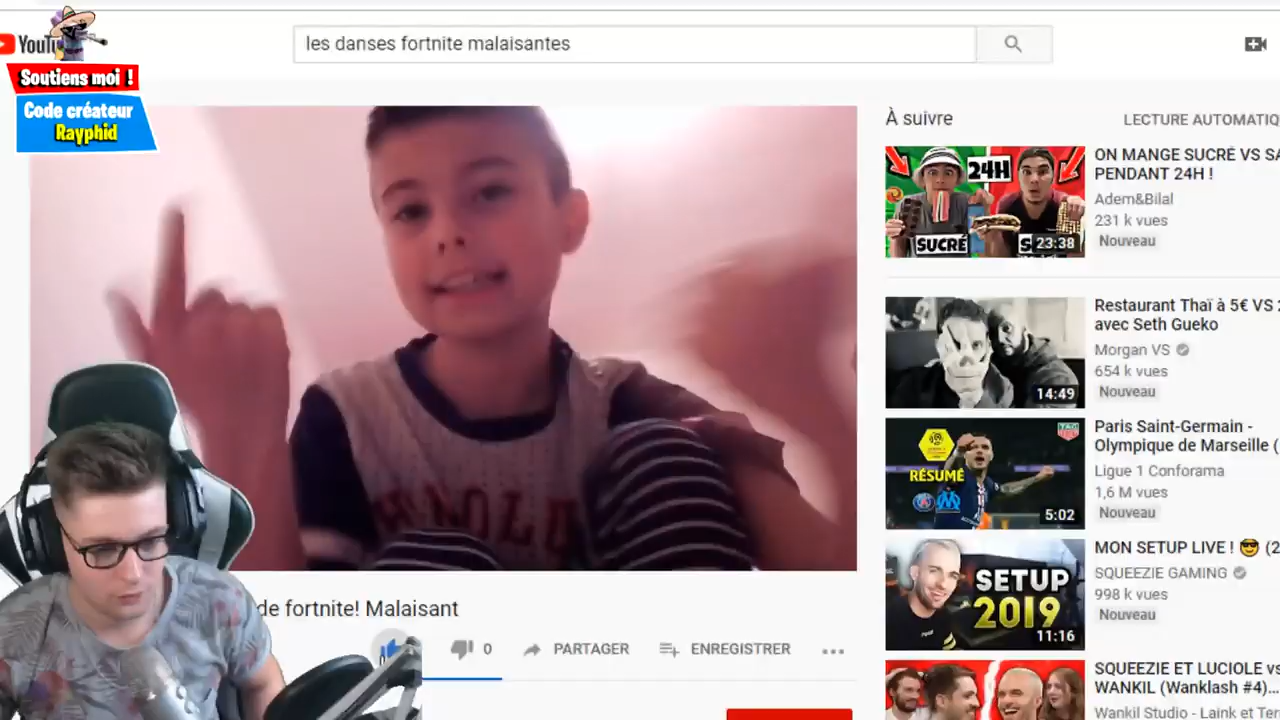 YouTu
les danses fortnite malaisantes
Soutiens moi !
Code créateur
Rayphid
de fortnite! Malaisant
0
PARTAGER
ENREGISTRER
À suivre
LECTURE AUTOMATIQ
24H
SUCRÉ
23:38
ON MANGE SUCRÉ VS SA
PENDANT 24H !
Adem&Bilal
231 k vues
Nouveau
14:49
Restaurant Thaï à 5€ VS 2
avec Seth Gueko
Morgan VS
654 k vues
Nouveau
RÉSUMÉ
5:02
Paris Saint-Germain -
Olympique de Marseille (
Ligue 1 Conforama
1,6 M vues
Nouveau
SETUP
2019
11:16
MON SETUP LIVE ! 😎 (2
SQUEEZIE GAMING
998 k vues
Nouveau
SQUEEZIE ET LUCIOLE vs
WANKIL (Wanklash #4)...
Wankil Studio - Laink et Ter